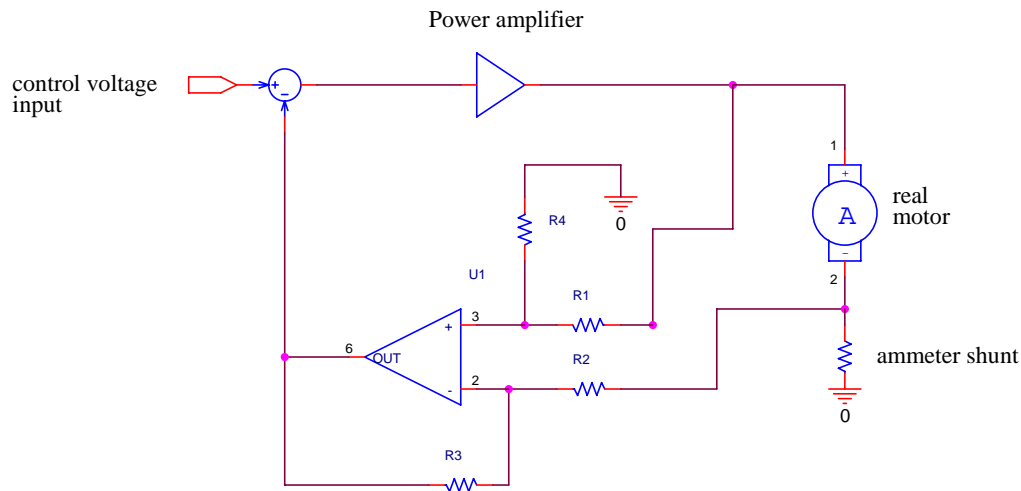 Power amplifier
control voltage
input
+
-
1
+
A
-
2
real
motor
0
R4
U1
R1
3
+
6
OUT
2
-
R2
ammeter shunt
0
R3